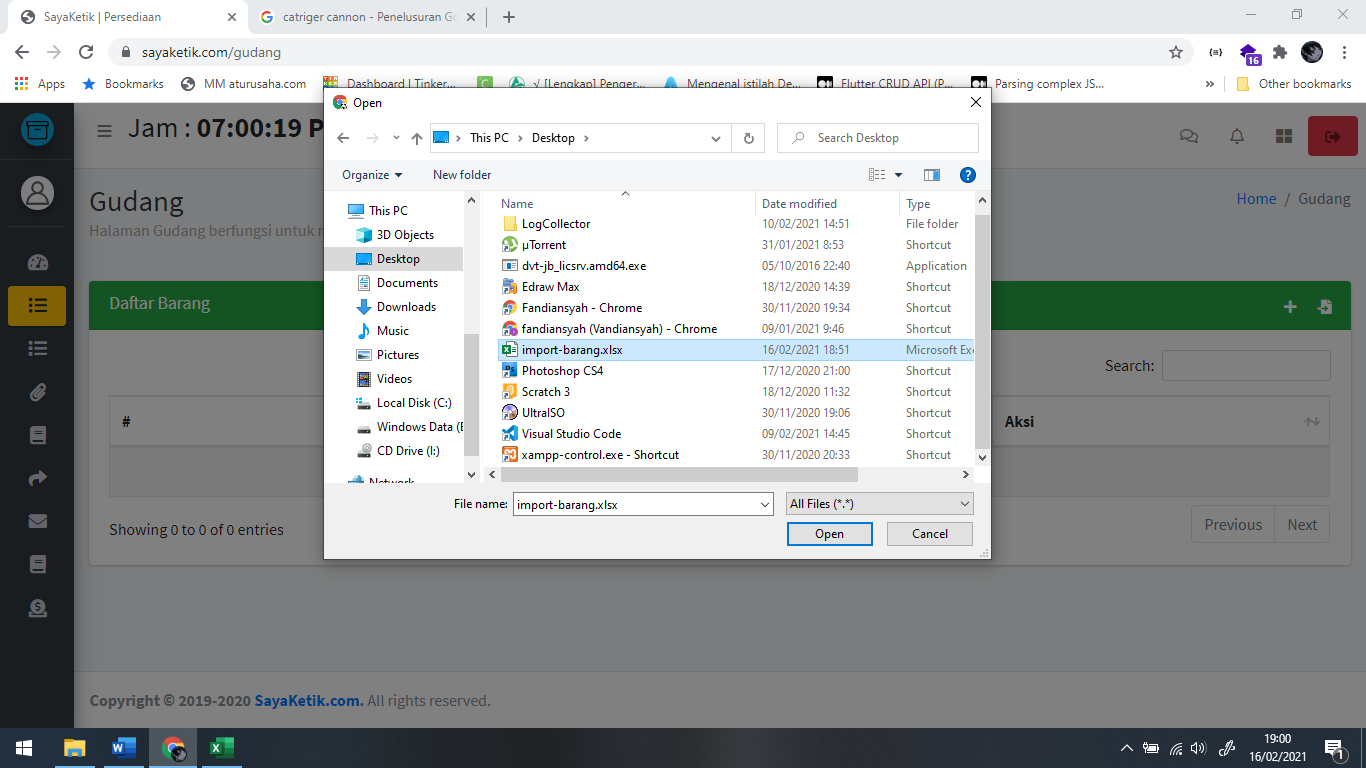 SayaKetik | Persediaan
catriger cannon - Penelusuran Go
sayaketik.com/gudang
16
Apps
Bookmarks
MM aturusaha.com
Dashboard | Tinker...
√ [Lengkap] Penger...
Mengenal istilah De...
Flutter CRUD API (P...
Parsing complex JS...
»
Other bookmarks
Jam : 07:00:19 P
Gudang
Halaman Gudang berfungsi untuk
Home / Gudang
Daftar Barang
Search:
#
Aksi
Showing 0 to 0 of 0 entries
Previous
Next
Copyright © 2019-2020 SayaKetik.com. All rights reserved.
Open
This PC
Desktop
Search Desktop
Organize
New folder
This PC
3D Objects
Desktop
Documents
Downloads
Music
Pictures
Videos
Local Disk (C:)
Windows Data (E
CD Drive (I:)
Network
Name Date modified Type
LogCollector 10/02/2021 14:51 File folder
µTorrent 31/01/2021 8:53 Shortcut
dvt-jb_licsrv.amd64.exe 05/10/2016 22:40 Application
Edraw Max 18/12/2020 14:39 Shortcut
Fandiansyah - Chrome 30/11/2020 19:34 Shortcut
fandiansyah (Vandiansyah) - Chrome 09/01/2021 9:46 Shortcut
import-barang.xlsx 16/02/2021 18:51 Microsoft Ex
Photoshop CS4 17/12/2020 21:00 Shortcut
Scratch 3 18/12/2020 11:32 Shortcut
UltraISO 30/11/2020 19:06 Shortcut
Visual Studio Code 09/02/2021 14:45 Shortcut
xampp-control.exe - Shortcut 30/11/2020 20:33 Shortcut
File name: import-barang.xlsx
All Files (*.*)
Open
Cancel
19:00
16/02/2021
1